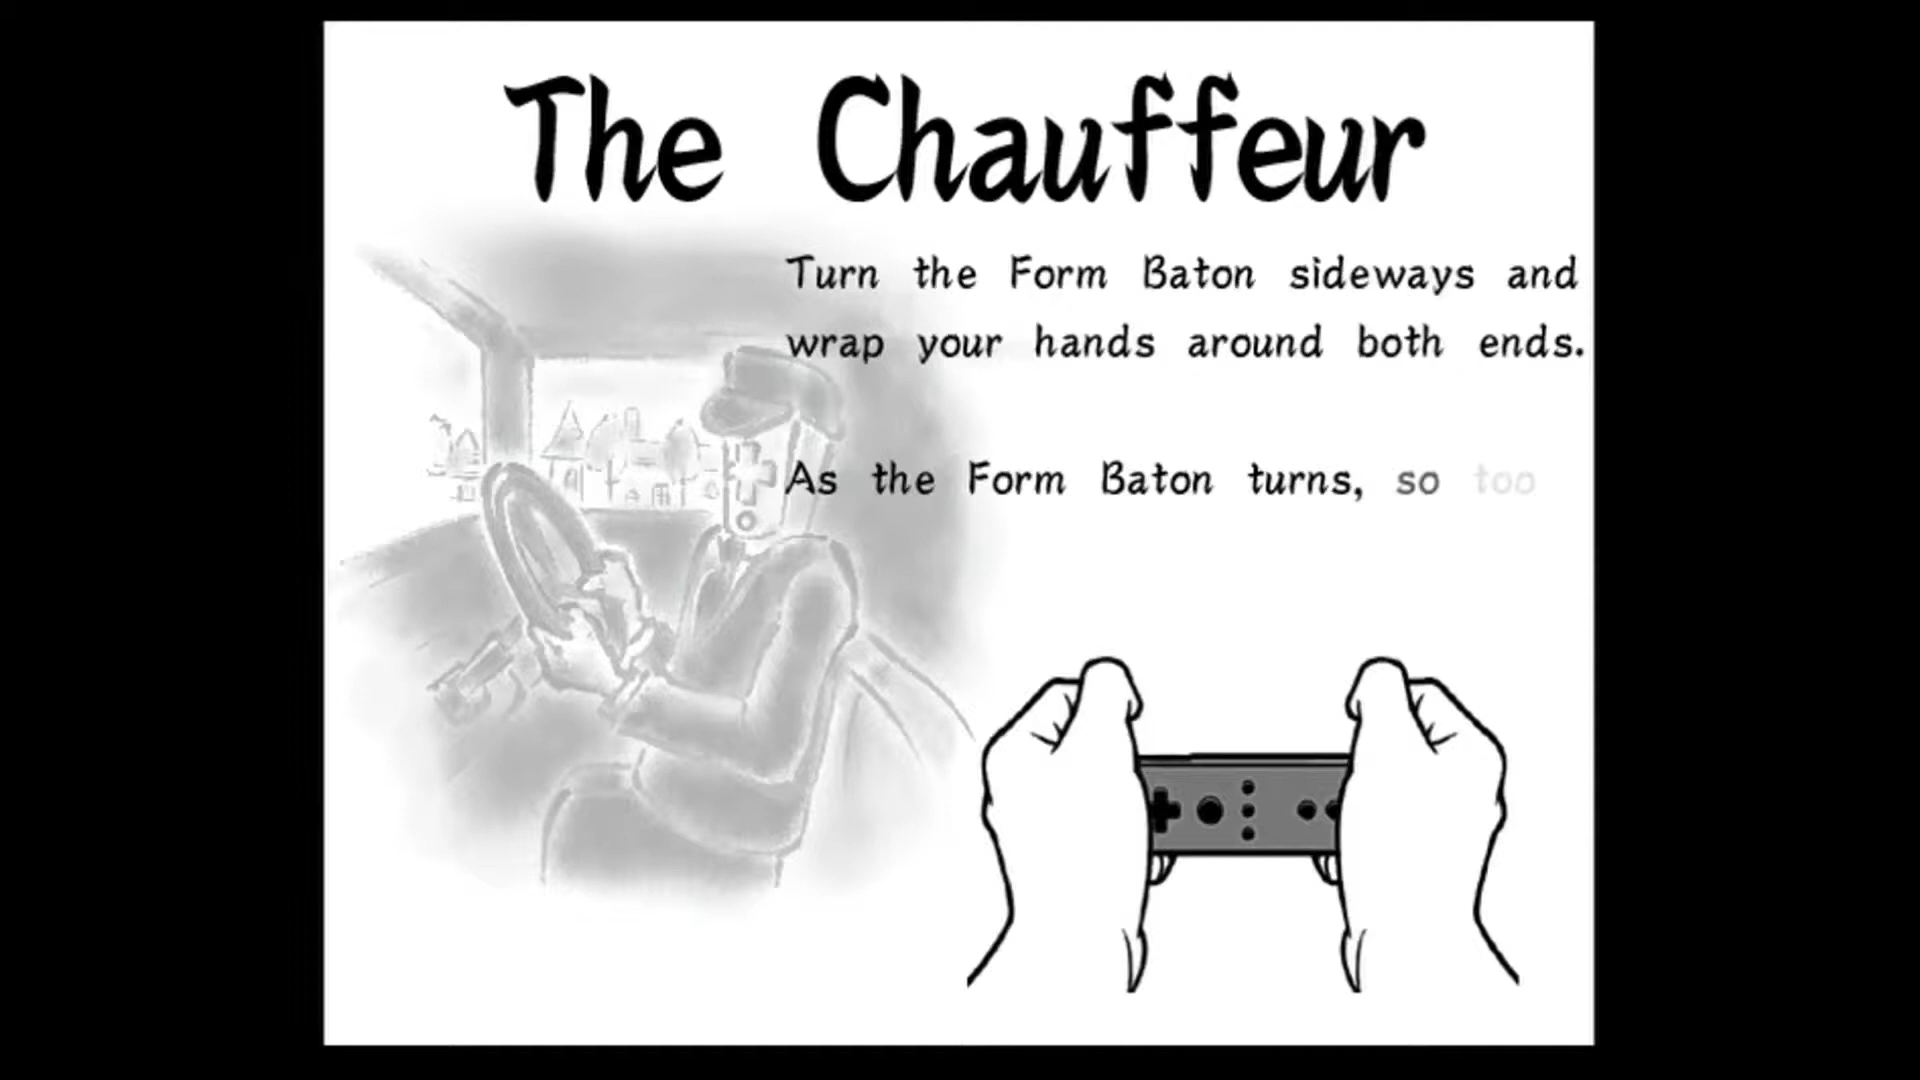 The Chauffeur
Turn the Form Baton sideways and
wrap your hands around both ends.
As the Form Baton turns, so too